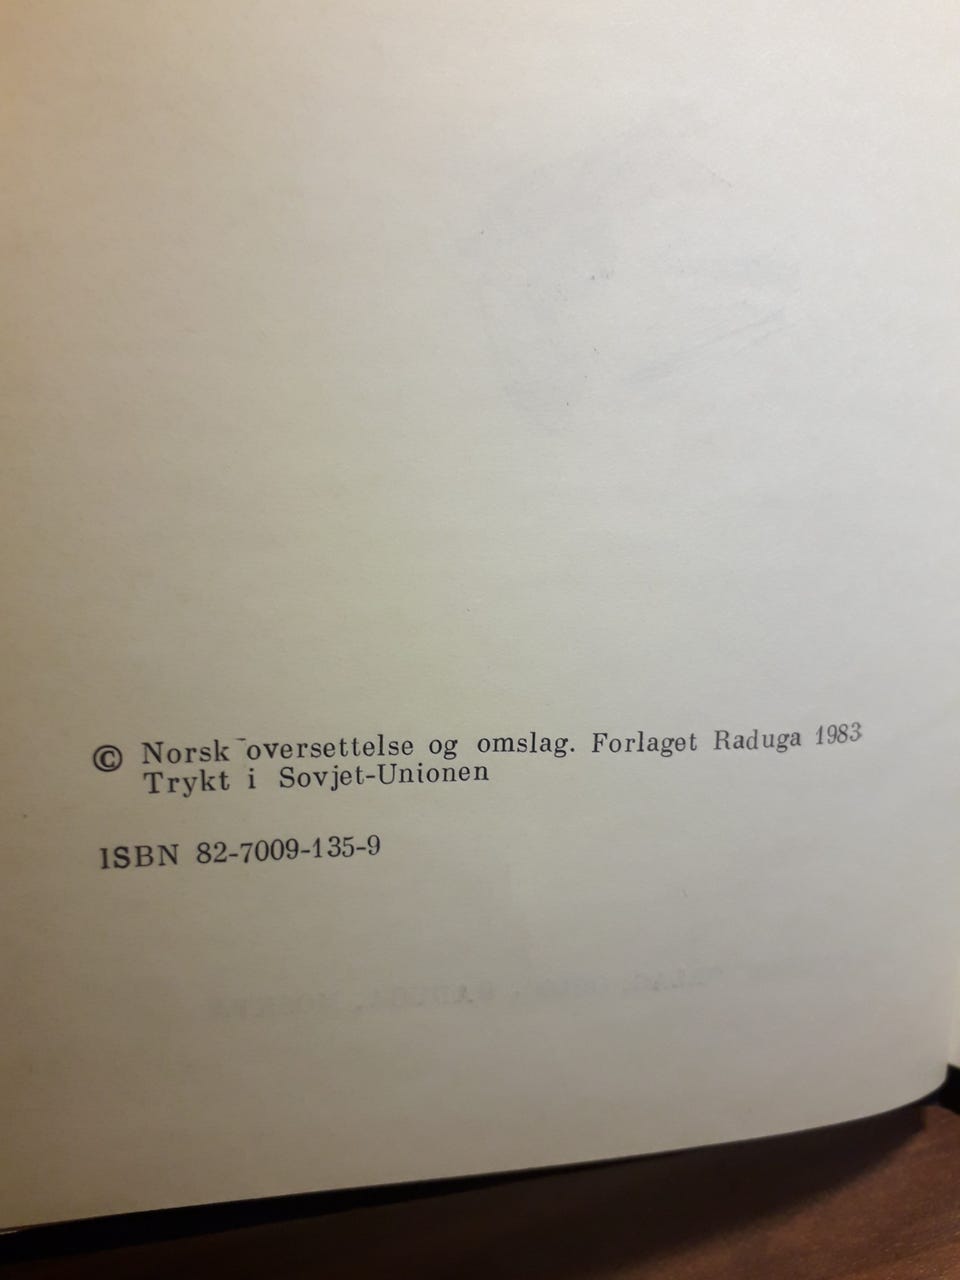 © Norsk oversettelse og omslag. Forlaget Raduga 1983
Trykt i Sovjet-Unionen
ISBN 82-7009-135-9